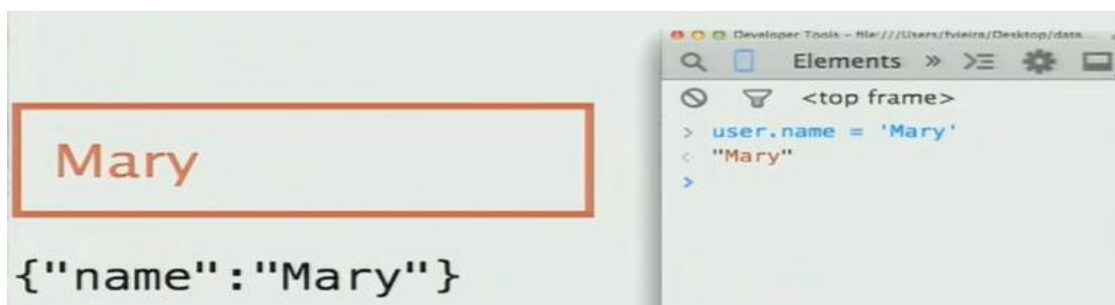 Mary
{"name":"Mary"}
Developer Tools - file:///Users/fvieira/Desktop/data...
Elements »
<top frame>
> user.name = 'Mary'
< "Mary"
>